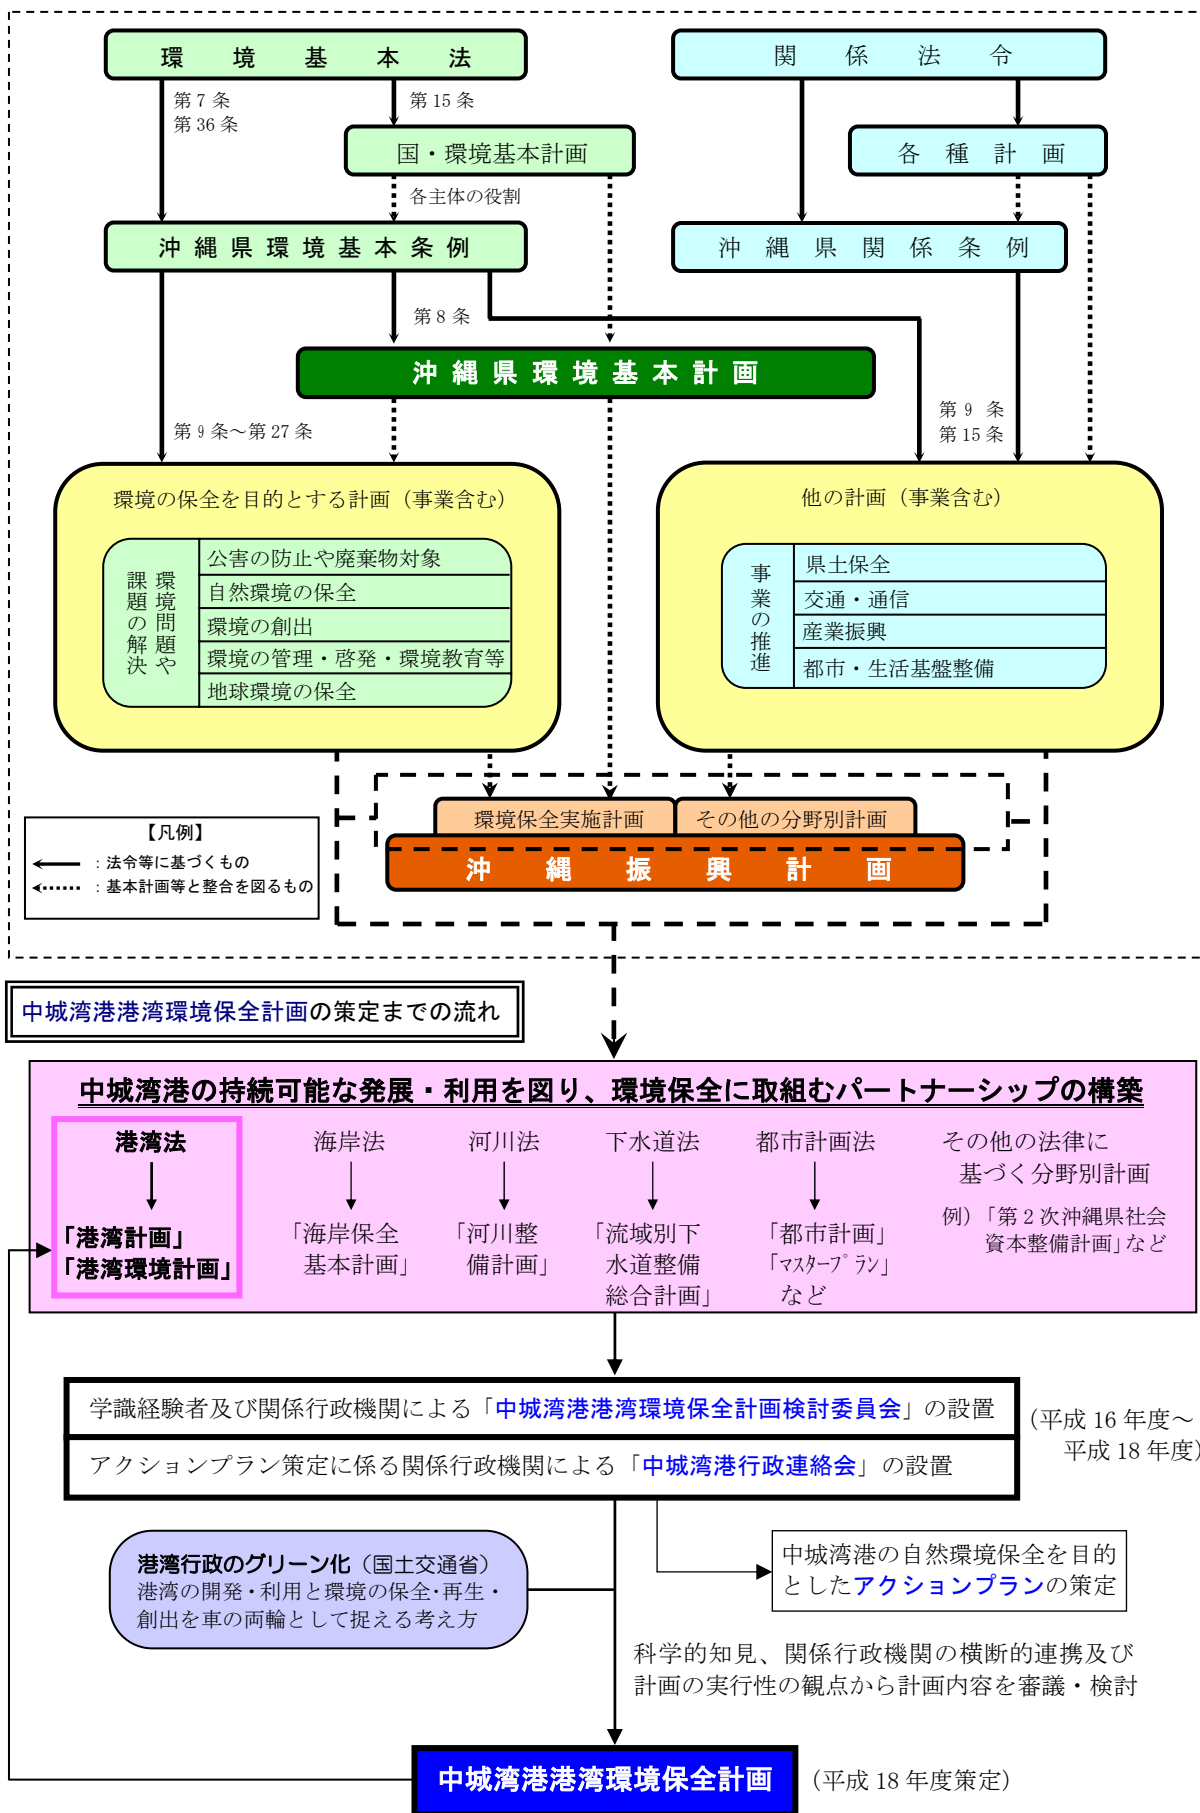 環境基本法
関係法令
第7条
第36条
第15条
国・環境基本計画
各種計画
各主体の役割
沖縄県環境基本条例
沖縄県関係条例
第8条
沖縄県環境基本計画
第9条～第27条
第9条
第15条
環境の保全を目的とする計画（事業含む）
環境問題や
課題の解決
公害の防止や廃棄物対象
自然環境の保全
環境の創出
環境の管理・啓発・環境教育等
地球環境の保全
他の計画（事業含む）
事業の推進
県土保全
交通・通信
産業振興
都市・生活基盤整備
環境保全実施計画
その他の分野別計画
沖縄振興計画
【凡例】
：法令等に基づくもの
：基本計画等と整合を図るもの
中城湾港港湾環境保全計画の策定までの流れ
中城湾港の持続可能な発展・利用を図り、環境保全に取組むパートナーシップの構築
港湾法
「港湾計画」
「港湾環境計画」
海岸法
「海岸保全
基本計画」
河川法
「河川整
備計画」
下水道法
「流域別下
水道整備
総合計画」
都市計画法
「都市計画」
「ﾏｽﾀｰﾌﾟﾗﾝ」
など
その他の法律に
基づく分野別計画
例）「第2次沖縄県社会
資本整備計画」など
学識経験者及び関係行政機関による「中城湾港港湾環境保全計画検討委員会」の設置
アクションプラン策定に係る関係行政機関による「中城湾港行政連絡会」の設置
（平成16年度～
平成18年度）
港湾行政のグリーン化（国土交通省）
港湾の開発・利用と環境の保全・再生・
創出を車の両輪として捉える考え方
中城湾港の自然環境保全を目的
としたアクションプランの策定
科学的知見、関係行政機関の横断的連携及び
計画の実行性の観点から計画内容を審議・検討
中城湾港港湾環境保全計画
（平成18年度策定）